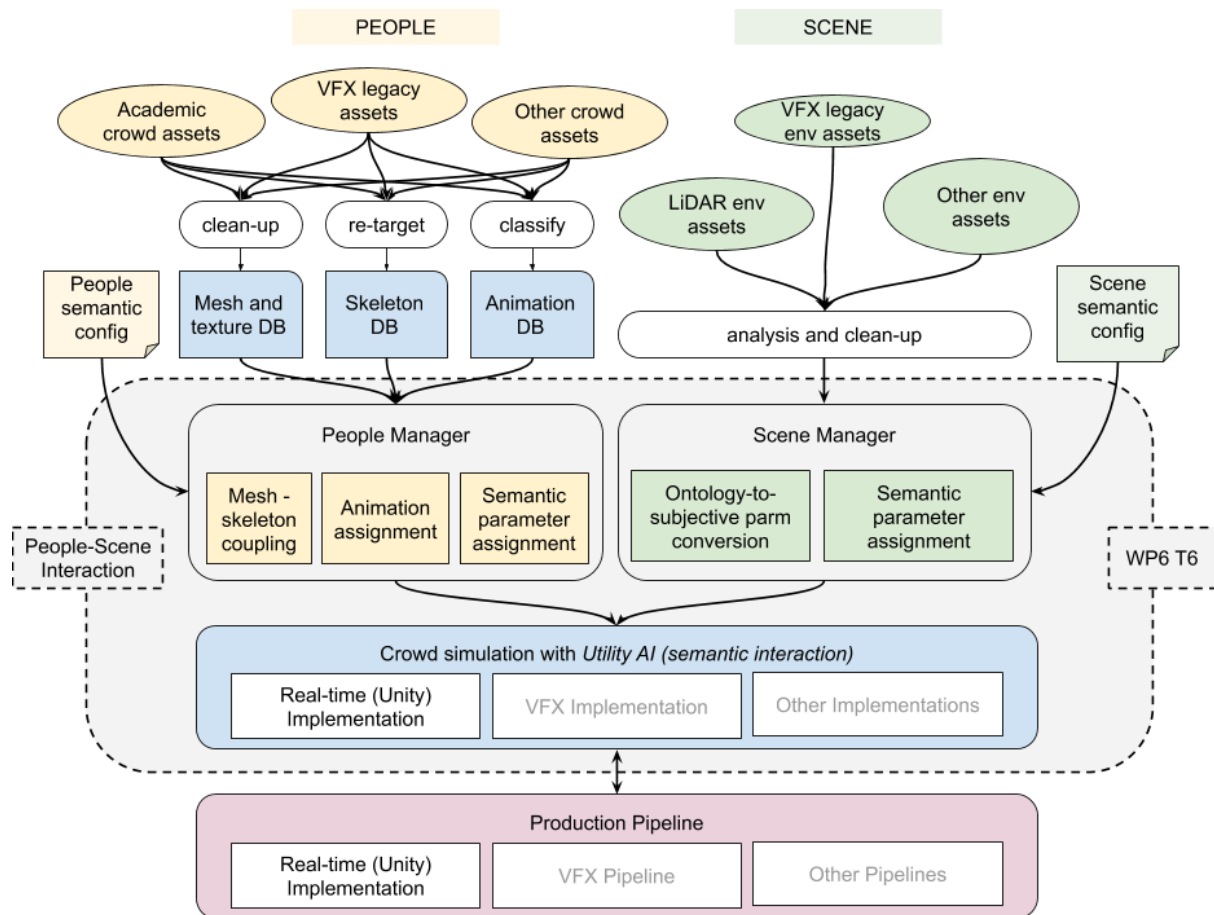 PEOPLE
SCENE
Academic
crowd assets
VFX legacy
assets
Other crowd
assets
VFX legacy
env assets
LiDAR env
assets
Other env
assets
clean-up
re-target
classify
People
semantic
config
Mesh and
texture DB
Skeleton
DB
Animation
DB
analysis and clean-up
Scene
semantic
config
People Manager
Mesh -
skeleton
coupling
Animation
assignment
Semantic
parameter
assignment
Scene Manager
Ontology-to-
subjective parm
conversion
Semantic
parameter
assignment
People-Scene
Interaction
WP6 T6
Crowd simulation with Utility AI (semantic interaction)
Real-time (Unity)
Implementation
VFX Implementation
Other Implementations
Production Pipeline
Real-time (Unity)
Implementation
VFX Pipeline
Other Pipelines